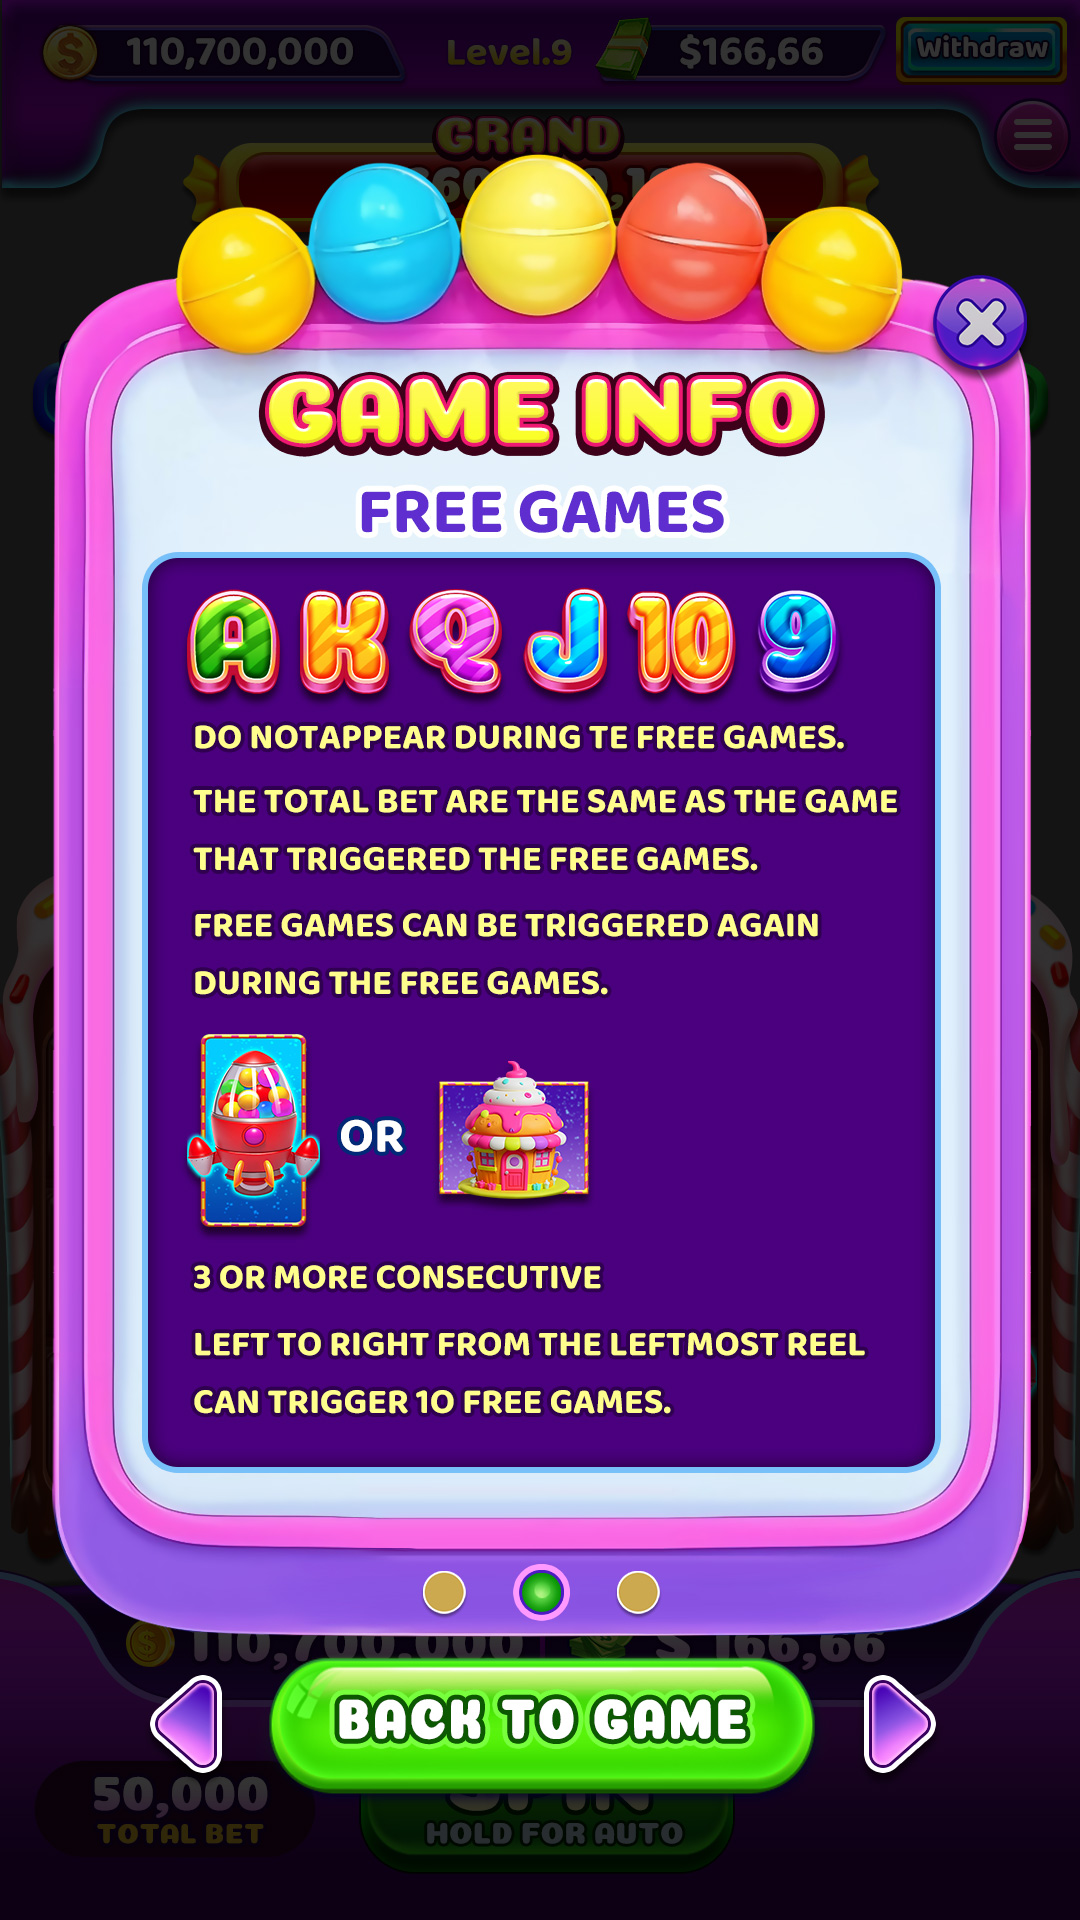 110,700,000
Level.9
$166,66
Withdraw
GRAND
GAME INFO
FREE GAMES
A K Q J 10 9
DO NOTAPPEAR DURING TE FREE GAMES.
THE TOTAL BET ARE THE SAME AS THE GAME
THAT TRIGGERED THE FREE GAMES.
FREE GAMES CAN BE TRIGGERED AGAIN
DURING THE FREE GAMES.
OR
3 OR MORE CONSECUTIVE
LEFT TO RIGHT FROM THE LEFTMOST REEL
CAN TRIGGER 10 FREE GAMES.
110,700,000
$ 166,66
BACK TO GAME
50,000
TOTAL BET
SPIN
HOLD FOR AUTO